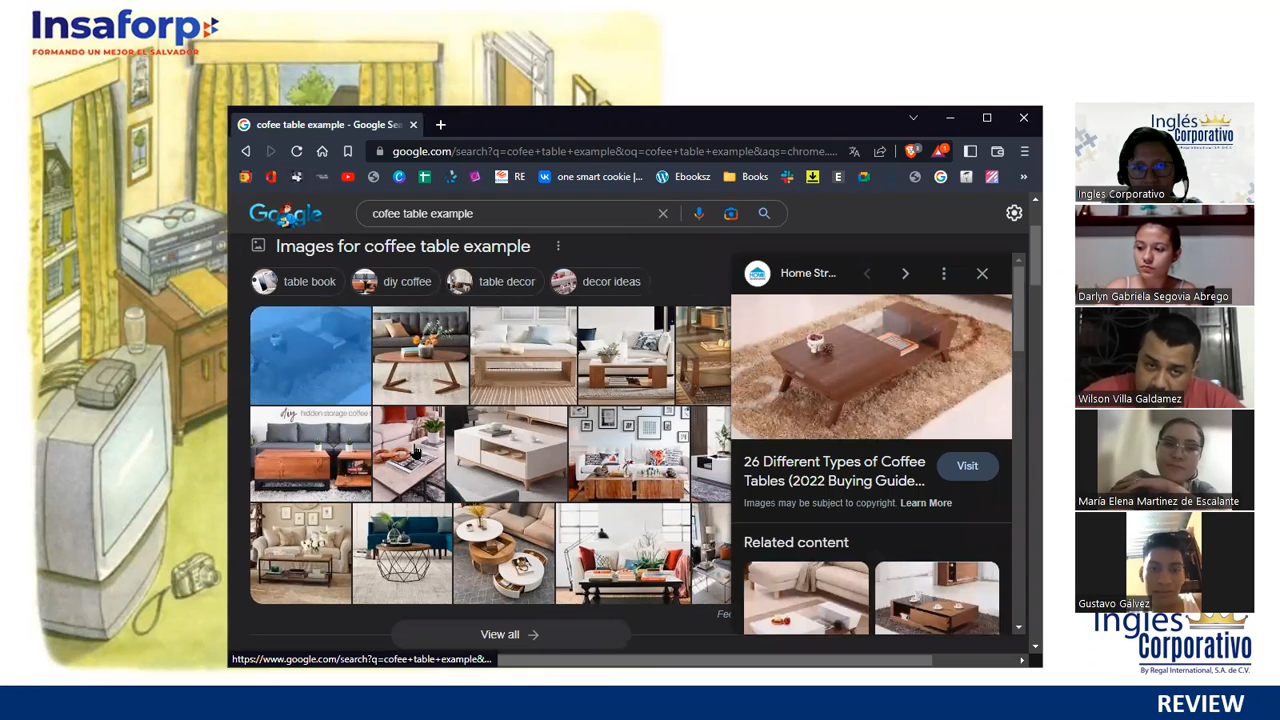 Insaforp
FORMANDO UN MEJOR EL SALVADOR
cofee table example - Google Sea
google.com/search?q=cofee+table+example&oq=cofee+table+example&aqs=chrome....
RE
one smart cookie |...
Ebooksz
Books
E
Google
cofee table example
Images for coffee table example
table book
diy coffee
table decor
decor ideas
Home Str...
diy hidden storage coffee
26 Different Types of Coffee
Tables (2022 Buying Guide...
Visit
Images may be subject to copyright. Learn More
Related content
View all
https://www.google.com/search?q=cofee+table+example&...
Inglés
Corporativo
Ingles Corporativo
Darlyn Gabriela Segovia Abrego
Wilson Villa Galdamez
María Elena Martinez de Escalante
Gustavo Gálvez
Inglés
Corporativo
By Regal International, S.A. de C.V.
REVIEW